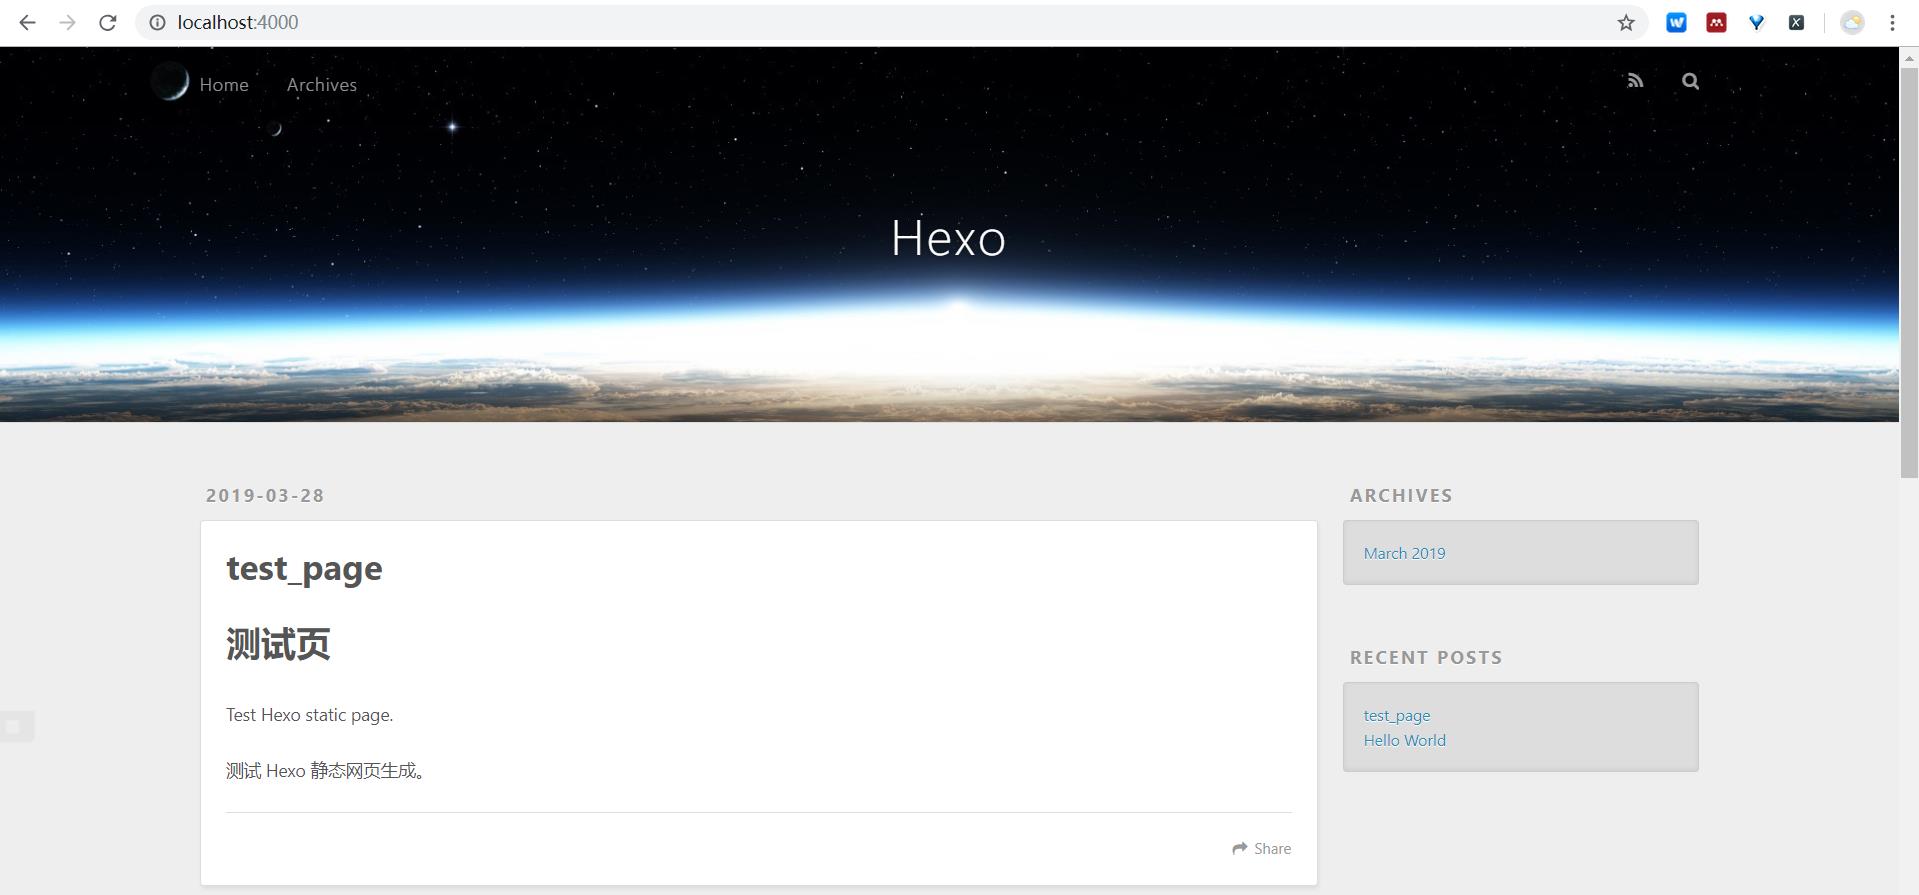 localhost:4000
Home
Archives
Hexo
2019-03-28
test_page
测试页
Test Hexo static page.
测试 Hexo 静态网页生成。
Share
ARCHIVES
March 2019
RECENT POSTS
test_page
Hello World